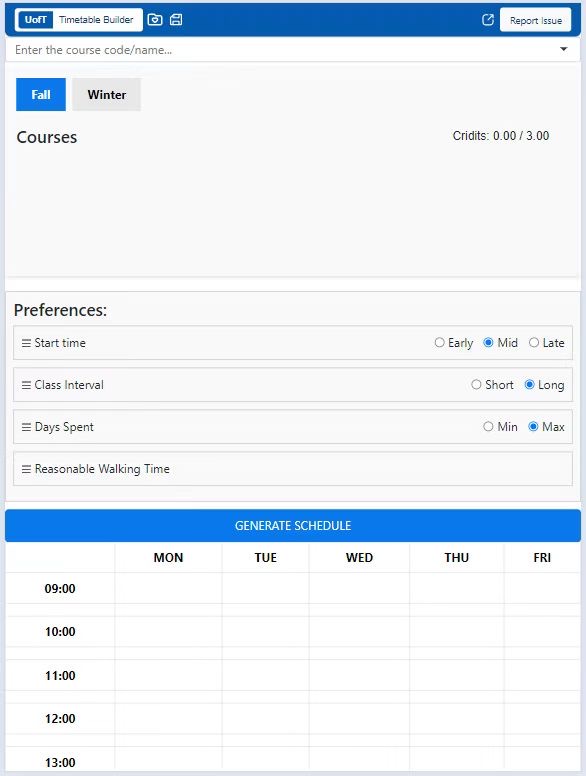 UofT Timetable Builder Report Issue
Enter the course code/name...
Fall Winter
Courses Cridits: 0.00 / 3.00
Preferences:
Start time Early Mid Late
Class Interval Short Long
Days Spent Min Max
Reasonable Walking Time
GENERATE SCHEDULE
MON TUE WED THU FRI
09:00
10:00
11:00
12:00
13:00